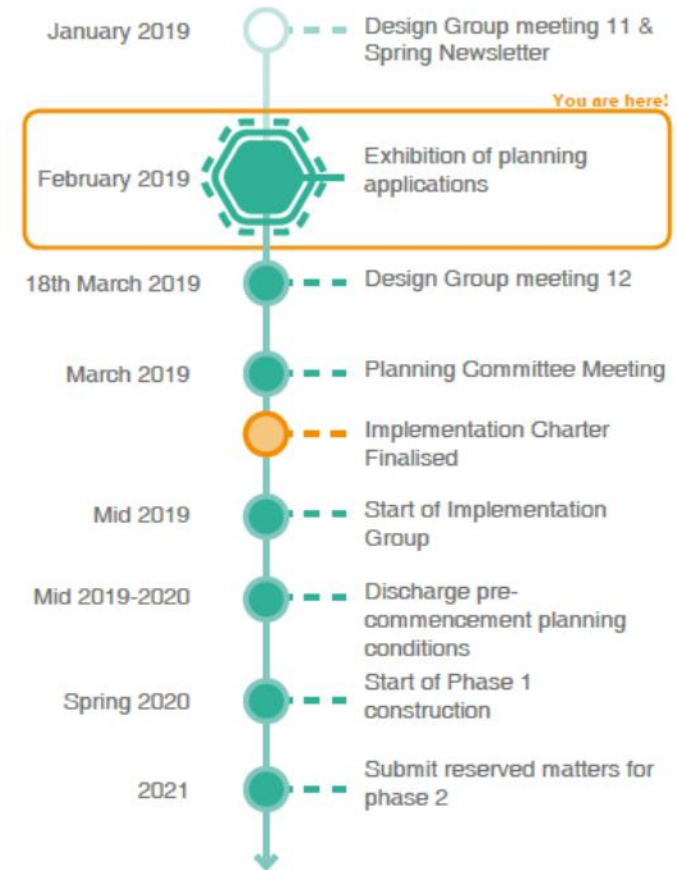 January 2019
Design Group meeting 11 &
Spring Newsletter
You are here!
February 2019
Exhibition of planning
applications
18th March 2019
Design Group meeting 12
March 2019
Planning Committee Meeting
Implementation Charter
Finalised
Mid 2019
Start of Implementation
Group
Mid 2019-2020
Discharge pre-
commencement planning
conditions
Spring 2020
Start of Phase 1
construction
2021
Submit reserved matters for
phase 2